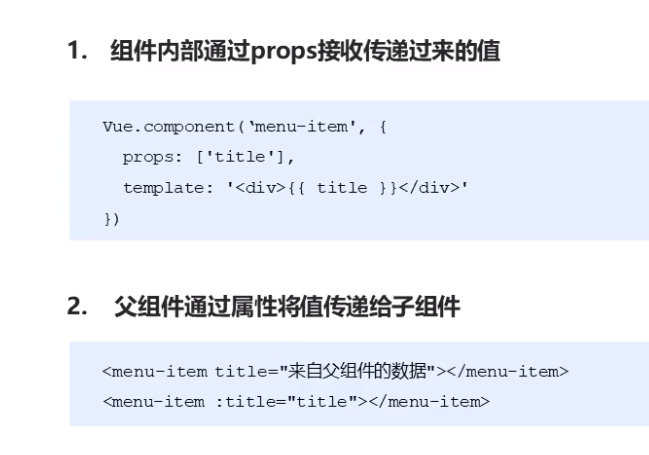 1. 组件内部通过props接收传递过来的值
Vue.component(‘menu-item', {
  props: ['title'],
  template: '<div>{{ title }}</div>'
})
2. 父组件通过属性将值传递给子组件
<menu-item title="来自父组件的数据"></menu-item>
<menu-item :title="title"></menu-item>